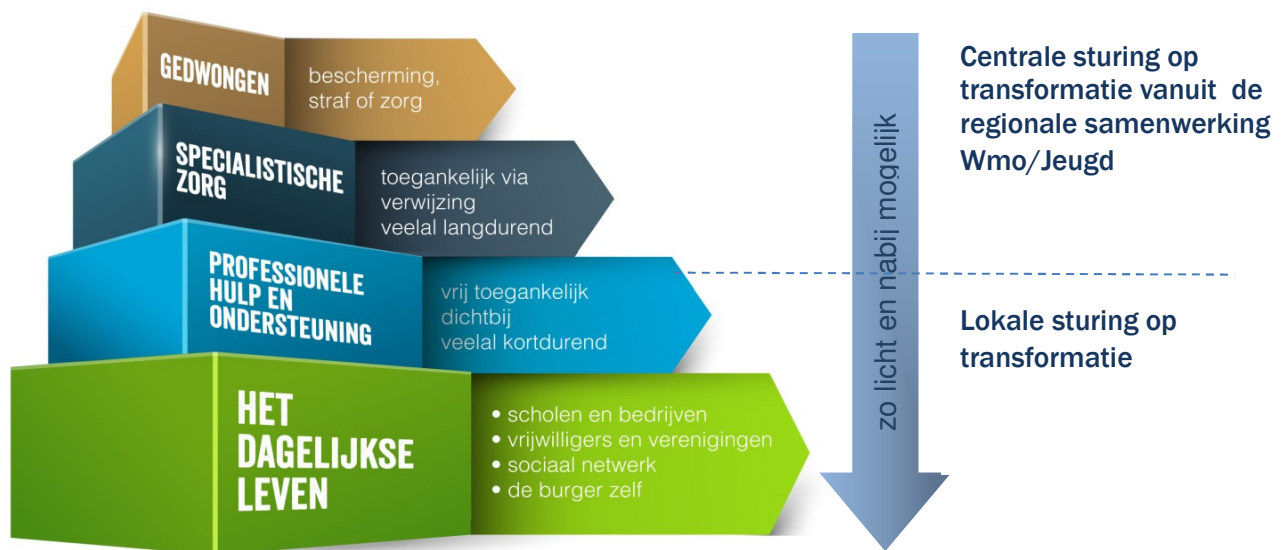 GEDWONGEN
bescherming,
straf of zorg
SPECIALISTISCHE
ZORG
toegankelijk via
verwijzing
veelal langdurend
PROFESSIONELE
HULP EN
ONDERSTEUNING
vrij toegankelijk
dichtbij
veelal kortdurend
HET
DAGELIJKSE
LEVEN
• scholen en bedrijven
• vrijwilligers en verenigingen
• sociaal netwerk
• de burger zelf
zo licht en nabij mogelijk
Centrale sturing op
transformatie vanuit de
regionale samenwerking
Wmo/Jeugd
Lokale sturing op
transformatie